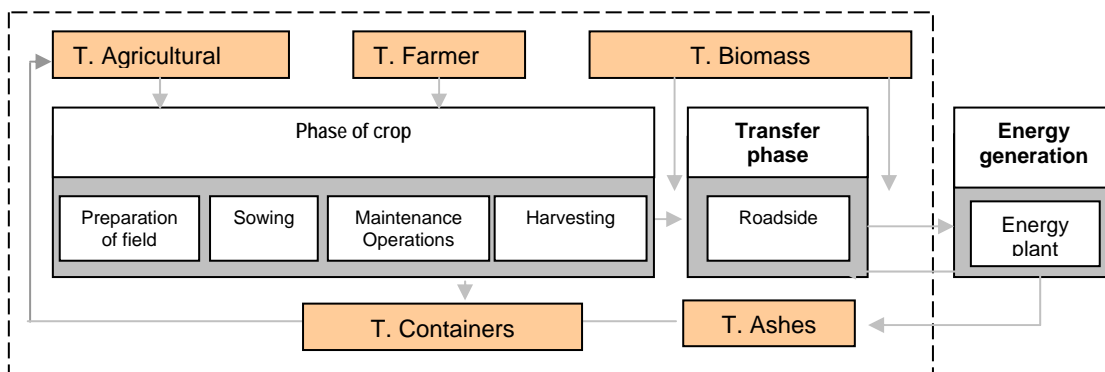 T. Agricultural
T. Farmer
T. Biomass
Phase of crop
Transfer
phase
Energy
generation
Preparation
of field
Sowing
Maintenance
Operations
Harvesting
Roadside
Energy
plant
T. Containers
T. Ashes